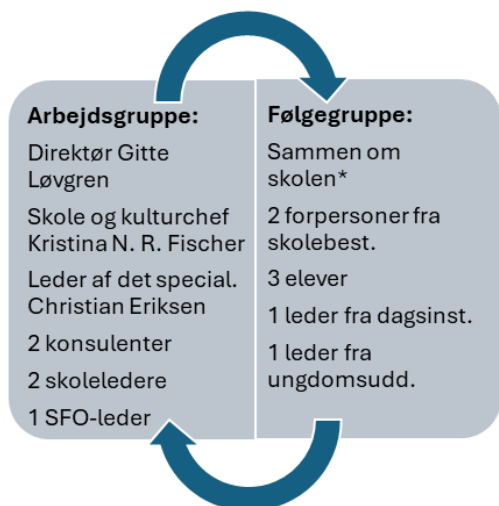 Arbejdsgruppe:
Direktør Gitte
Løvgren
Skole og kulturchef
Kristina N. R. Fischer
Leder af det special.
Christian Eriksen
2 konsulenter
2 skoleledere
1 SFO-leder
Følgegruppe:
Sammen om
skolen*
2 forpersoner fra
skolebest.
3 elever
1 leder fra dagsinst.
1 leder fra
ungdomsudd.